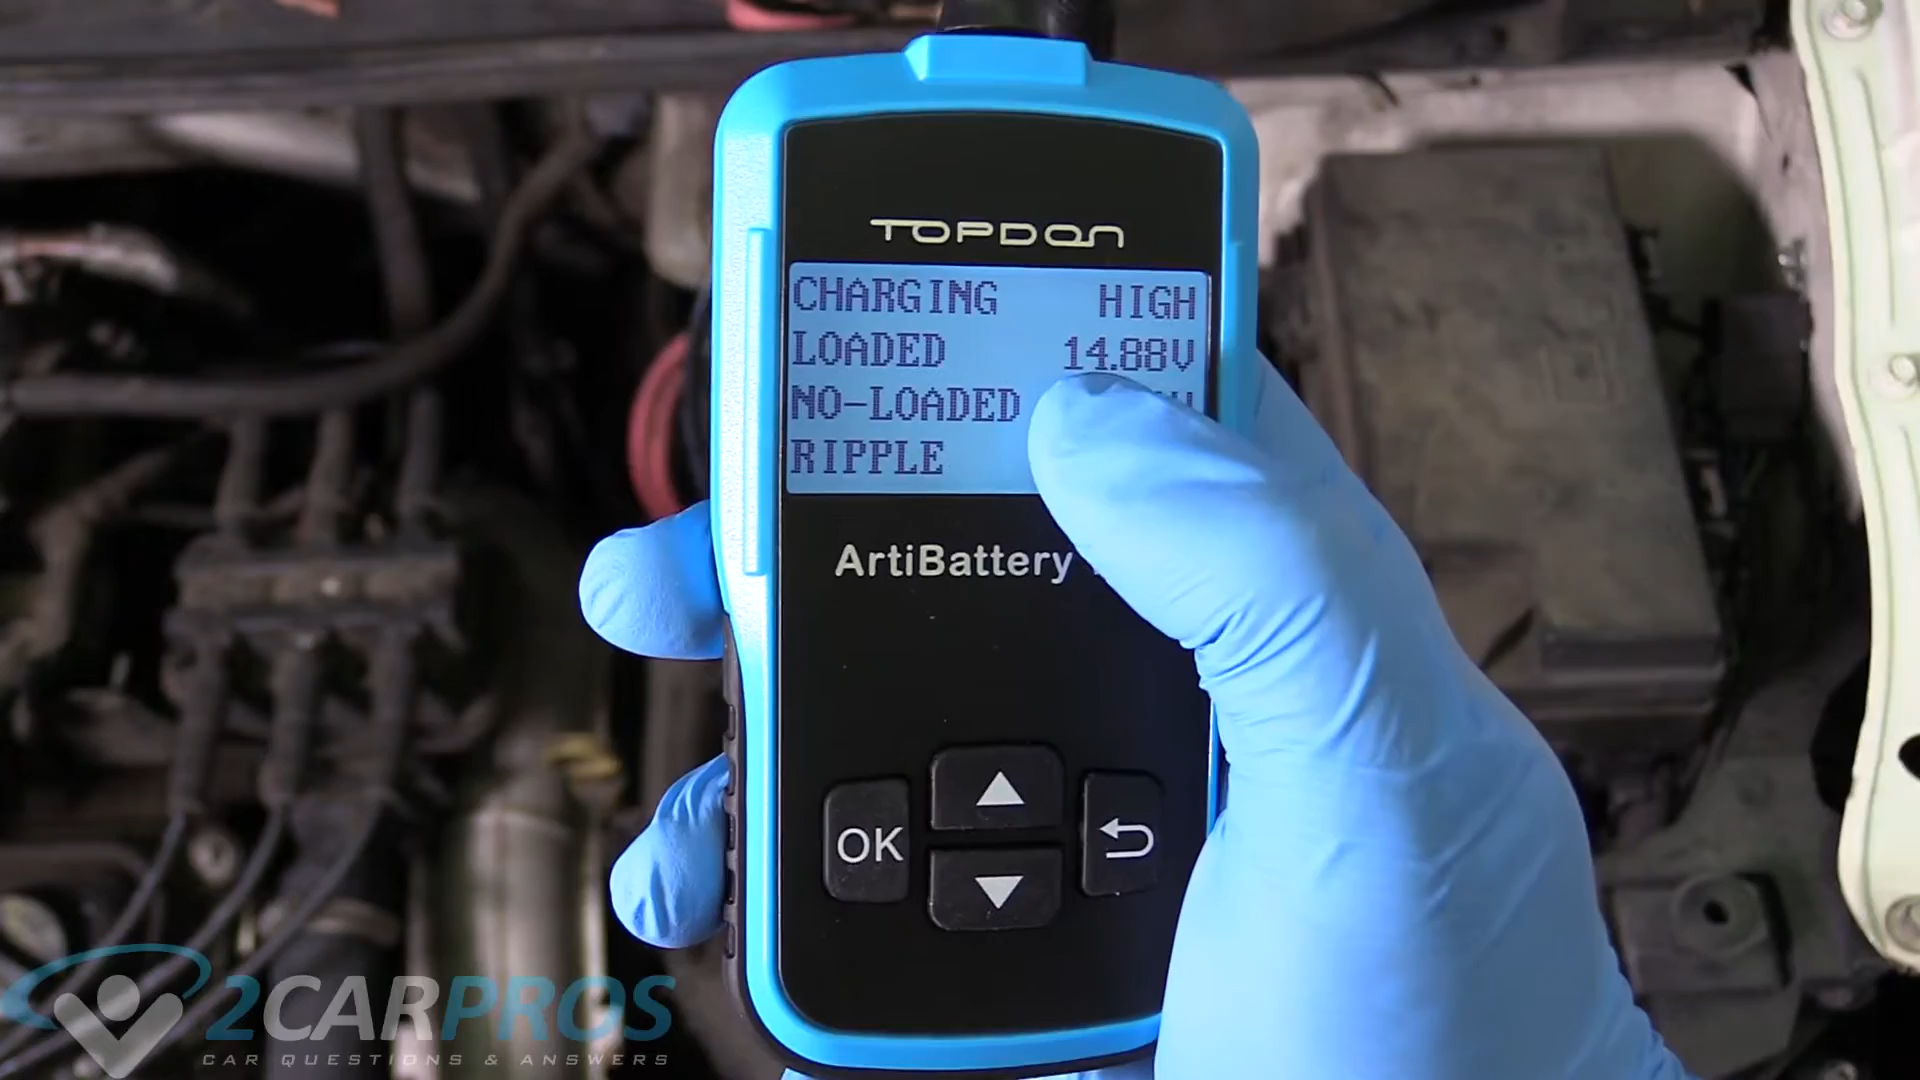 TOPDON
CHARGING HIGH
LOADED 14.88V
NO-LOADED
RIPPLE
ArtiBattery
OK
2CARPROS
CAR QUESTIONS & ANSWERS